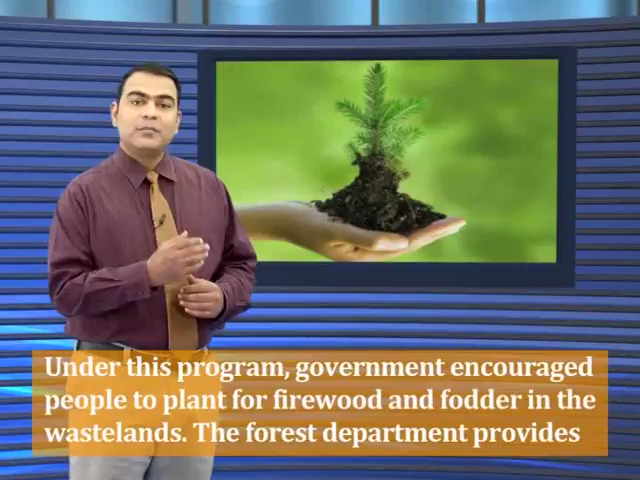 Under this program, government encouraged
people to plant for firewood and fodder in the
wastelands. The forest department provides